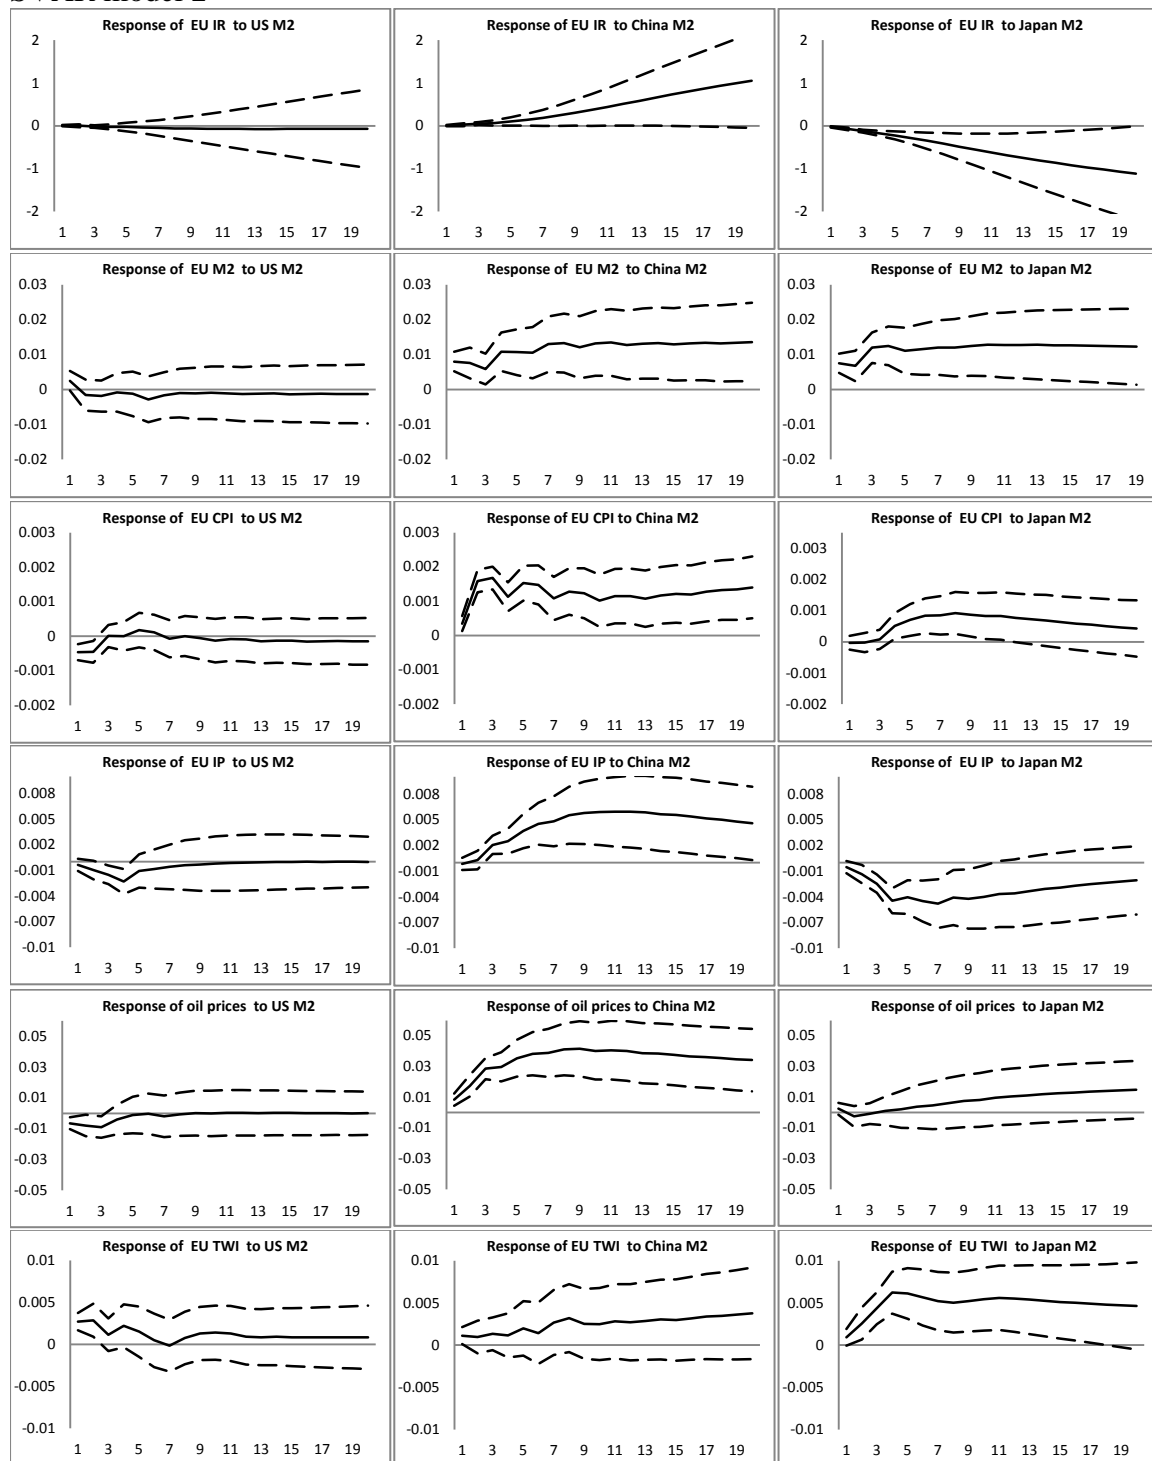 Response of EU IR to US M2
2
1
0
-1
-2
1 3 5 7 9 11 13 15 17 19
Response of EU IR to China M2
2
1
0
-1
-2
1 3 5 7 9 11 13 15 17 19
Response of EU IR to Japan M2
2
1
0
-1
-2
1 3 5 7 9 11 13 15 17 19
Response of EU M2 to US M2
0.03
0.02
0.01
0
-0.01
-0.02
1 3 5 7 9 11 13 15 17 19
Response of EU M2 to China M2
0.03
0.02
0.01
0
-0.01
-0.02
1 3 5 7 9 11 13 15 17 19
Response of EU M2 to Japan M2
0.03
0.02
0.01
0
-0.01
-0.02
1 3 5 7 9 11 13 15 17 19
Response of EU CPI to US M2
0.003
0.002
0.001
0
-0.001
-0.002
1 3 5 7 9 11 13 15 17 19
Response of EU CPI to China M2
0.003
0.002
0.001
0
-0.001
-0.002
1 3 5 7 9 11 13 15 17 19
Response of EU CPI to Japan M2
0.003
0.002
0.001
0
-0.001
-0.002
1 3 5 7 9 11 13 15 17 19
Response of EU IP to US M2
0.008
0.005
0.002
-0.001
-0.004
-0.007
-0.01
1 3 5 7 9 11 13 15 17 19
Response of EU IP to China M2
0.008
0.005
0.002
-0.001
-0.004
-0.007
-0.01
1 3 5 7 9 11 13 15 17 19
Response of EU IP to Japan M2
0.008
0.005
0.002
-0.001
-0.004
-0.007
-0.01
1 3 5 7 9 11 13 15 17 19
Response of oil prices to US M2
0.05
0.03
0.01
-0.01
-0.03
-0.05
1 3 5 7 9 11 13 15 17 19
Response of oil prices to China M2
0.05
0.03
0.01
-0.01
-0.03
-0.05
1 3 5 7 9 11 13 15 17 19
Response of oil prices to Japan M2
0.05
0.03
0.01
-0.01
-0.03
-0.05
1 3 5 7 9 11 13 15 17 19
Response of EU TWI to US M2
0.01
0.005
0
-0.005
-0.01
1 3 5 7 9 11 13 15 17 19
Response of EU TWI to China M2
0.01
0.005
0
-0.005
-0.01
1 3 5 7 9 11 13 15 17 19
Response of EU TWI to Japan M2
0.01
0.005
0
-0.005
-0.01
1 3 5 7 9 11 13 15 17 19